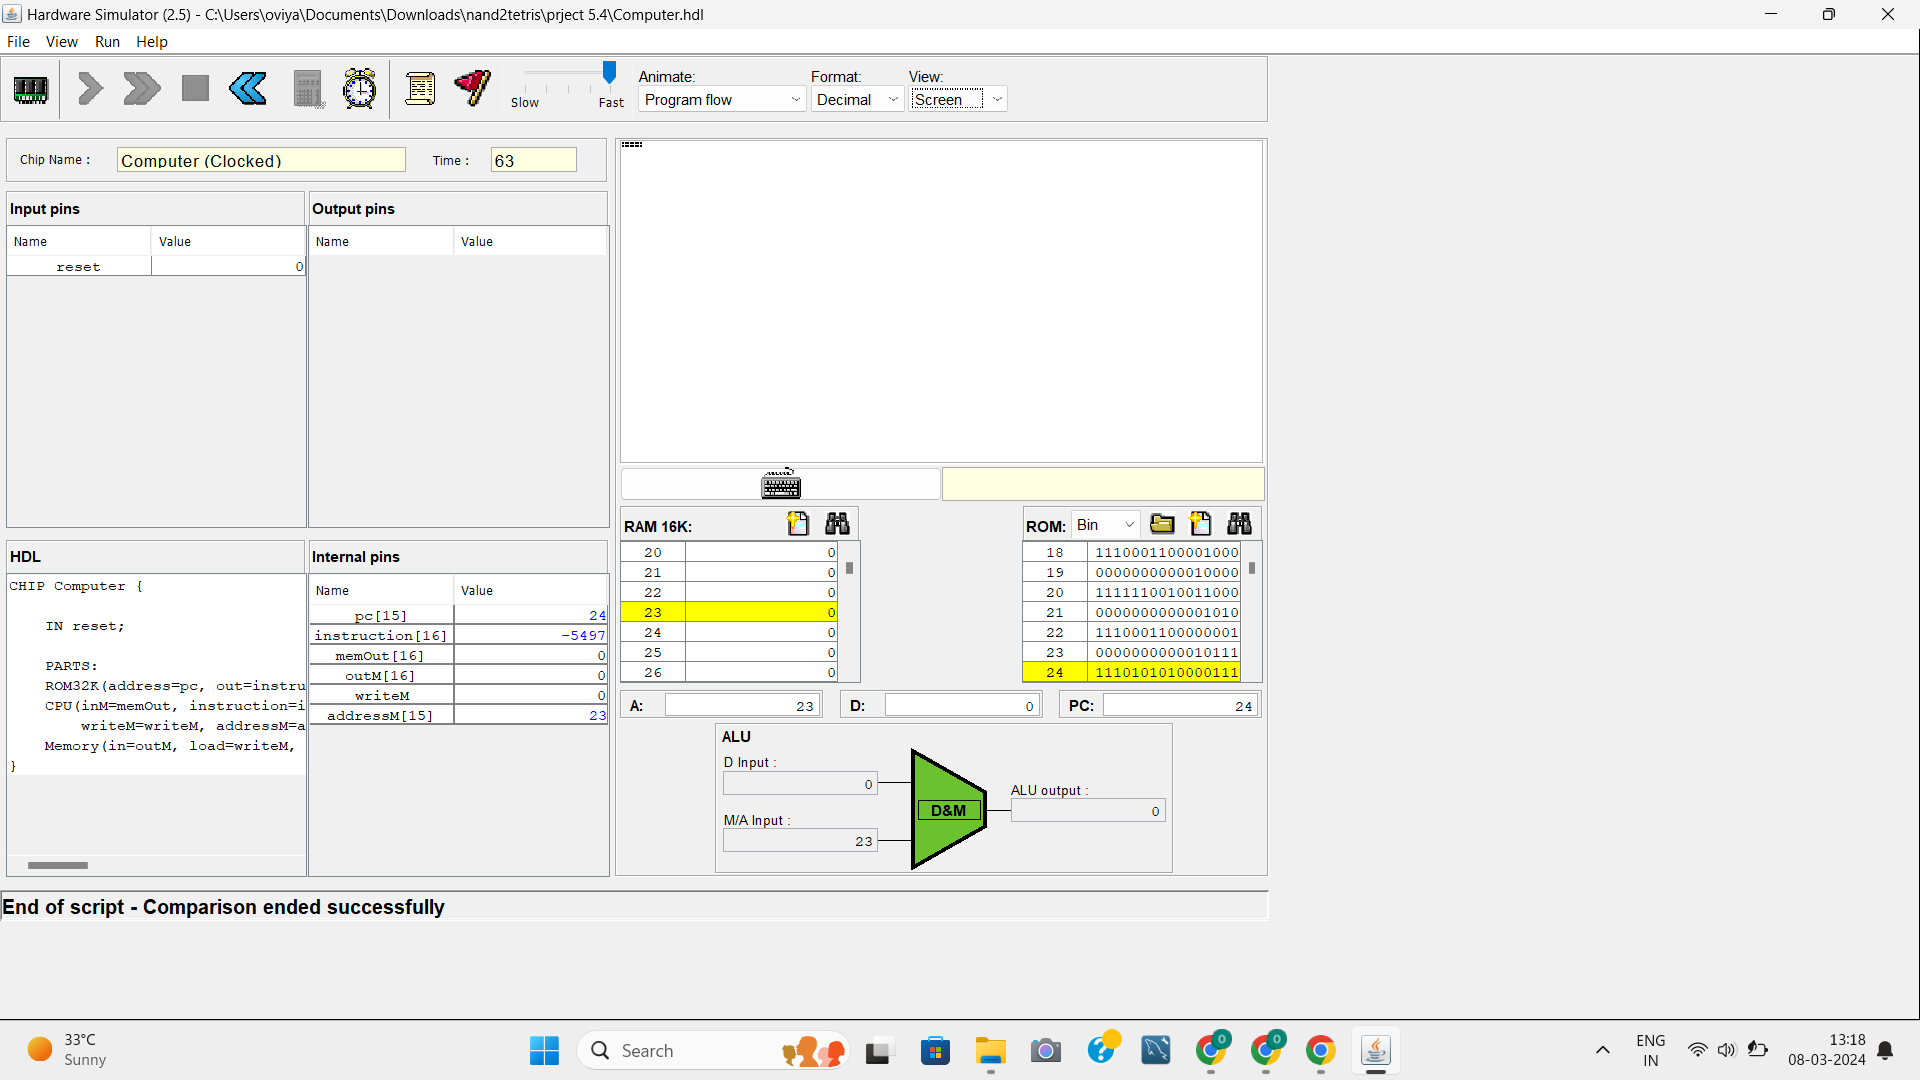 Hardware Simulator (2.5) - C:\Users\oviya\Documents\Downloads\nand2tetris\prject 5.4\Computer.hdl
File View Run Help
Slow Fast
Animate: Format: View:
Program flow Decimal Screen
Chip Name : Computer (Clocked) Time : 63
Input pins Output pins
Name Value Name Value
reset 0
HDL Internal pins
CHIP Computer {
IN reset;
PARTS:
ROM32K(address=pc, out=instru
CPU(inM=memOut, instruction=i
writeM=writeM, addressM=a
Memory(in=outM, load=writeM,
}
Name Value
pc[15] 24
instruction[16] -5497
memOut[16] 0
outM[16] 0
writeM 0
addressM[15] 23
RAM 16K:
20 0
21 0
22 0
23 0
24 0
25 0
26 0
ROM: Bin
18 1110001100001000
19 0000000000010000
20 1111110010011000
21 0000000000001010
22 1110001100000001
23 0000000000010111
24 1110101010000111
A: 23 D: 0 PC: 24
ALU
D Input :
0
M/A Input :
23
D&M
ALU output :
0
End of script - Comparison ended successfully
33°C
Sunny
Search
ENG
IN
13:18
08-03-2024